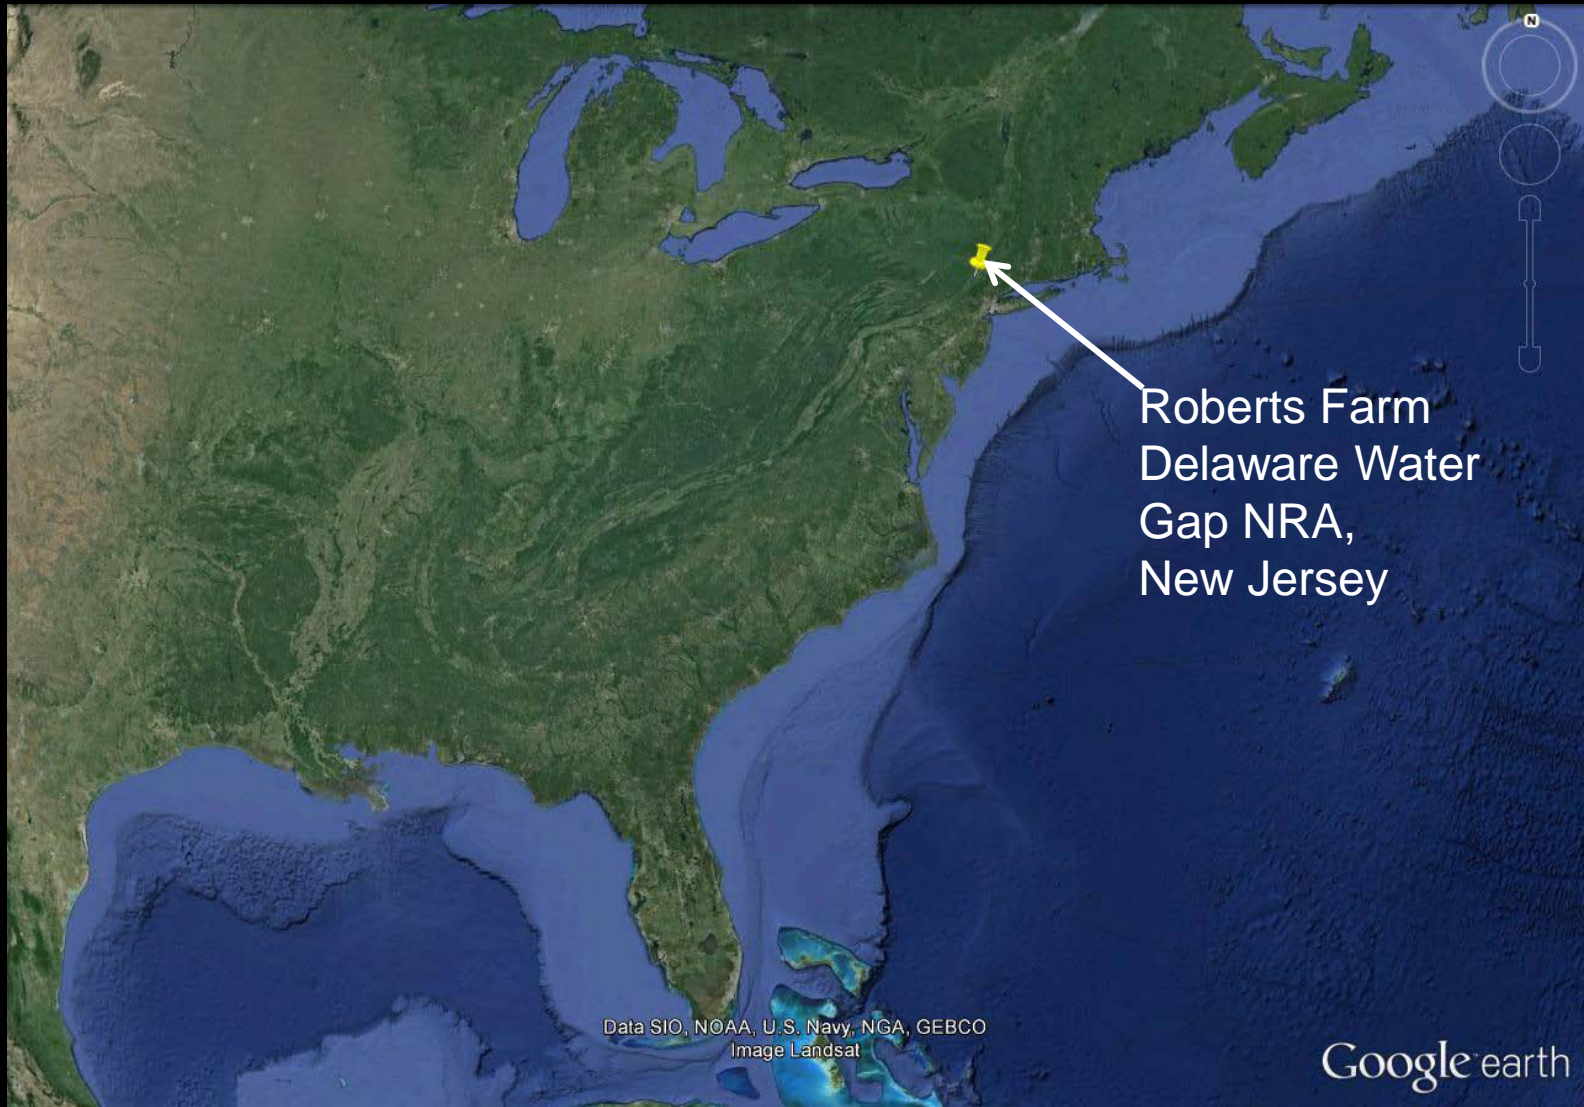 N
Roberts Farm
Delaware Water
Gap NRA,
New Jersey
Data SIO, NOAA, U.S. Navy, NGA, GEBCO
Image Landsat
Google earth